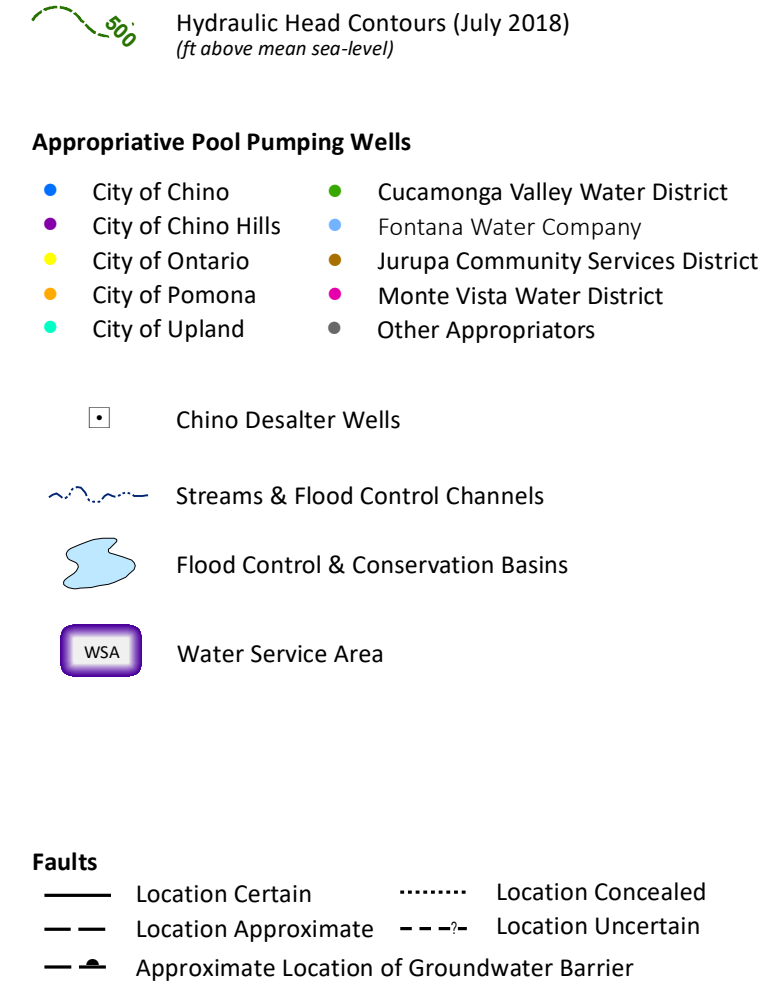 500
Hydraulic Head Contours (July 2018)
(ft above mean sea-level)
Appropriative Pool Pumping Wells
City of Chino
City of Chino Hills
City of Ontario
City of Pomona
City of Upland
Cucamonga Valley Water District
Fontana Water Company
Jurupa Community Services District
Monte Vista Water District
Other Appropriators
Chino Desalter Wells
Streams & Flood Control Channels
Flood Control & Conservation Basins
WSA
Water Service Area
Faults
Location Certain
Location Concealed
Location Approximate
?
Location Uncertain
Approximate Location of Groundwater Barrier